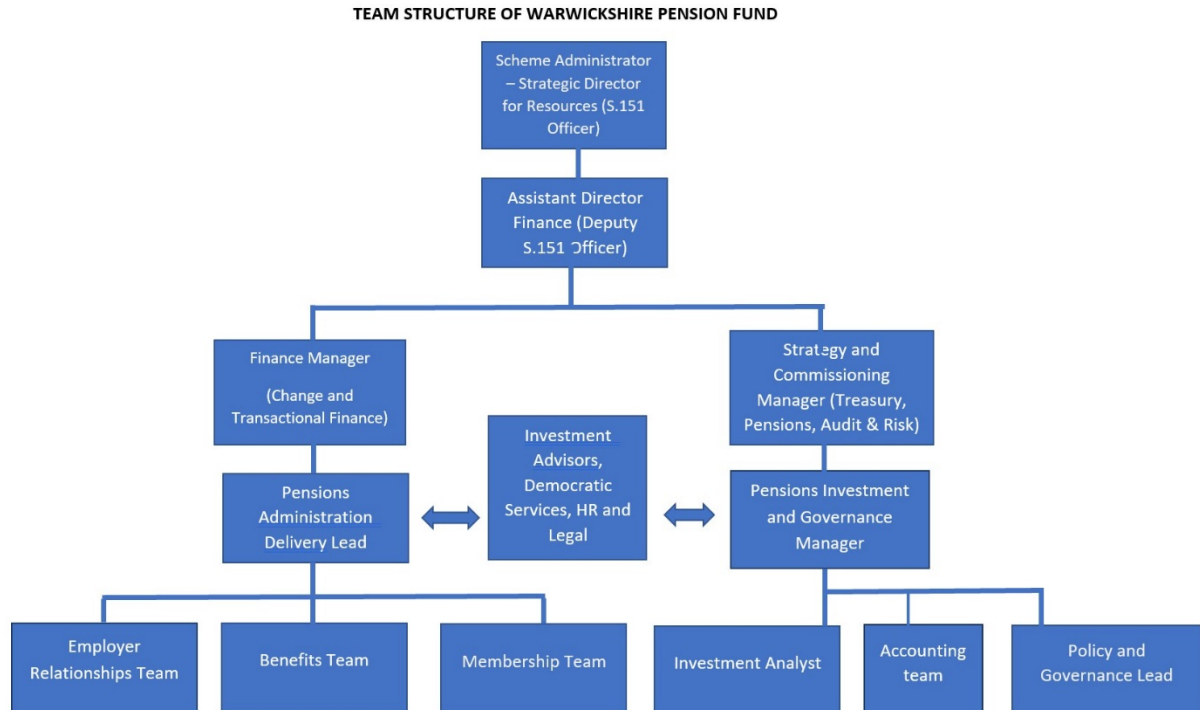 TEAM STRUCTURE OF WARWICKSHIRE PENSION FUND
Scheme Administrator
– Strategic Director
for Resources (S.151
Officer)
Assistant Director
Finance (Deputy
S.151 Officer)
Finance Manager
(Change and
Transactional Finance)
Strategy and
Commissioning
Manager (Treasury,
Pensions, Audit & Risk)
Investment
Advisors,
Democratic
Services, HR and
Legal
Pensions
Administration
Delivery Lead
Pensions Investment
and Governance
Manager
Employer
Relationships Team
Benefits Team
Membership Team
Investment Analyst
Accounting
team
Policy and
Governance Lead